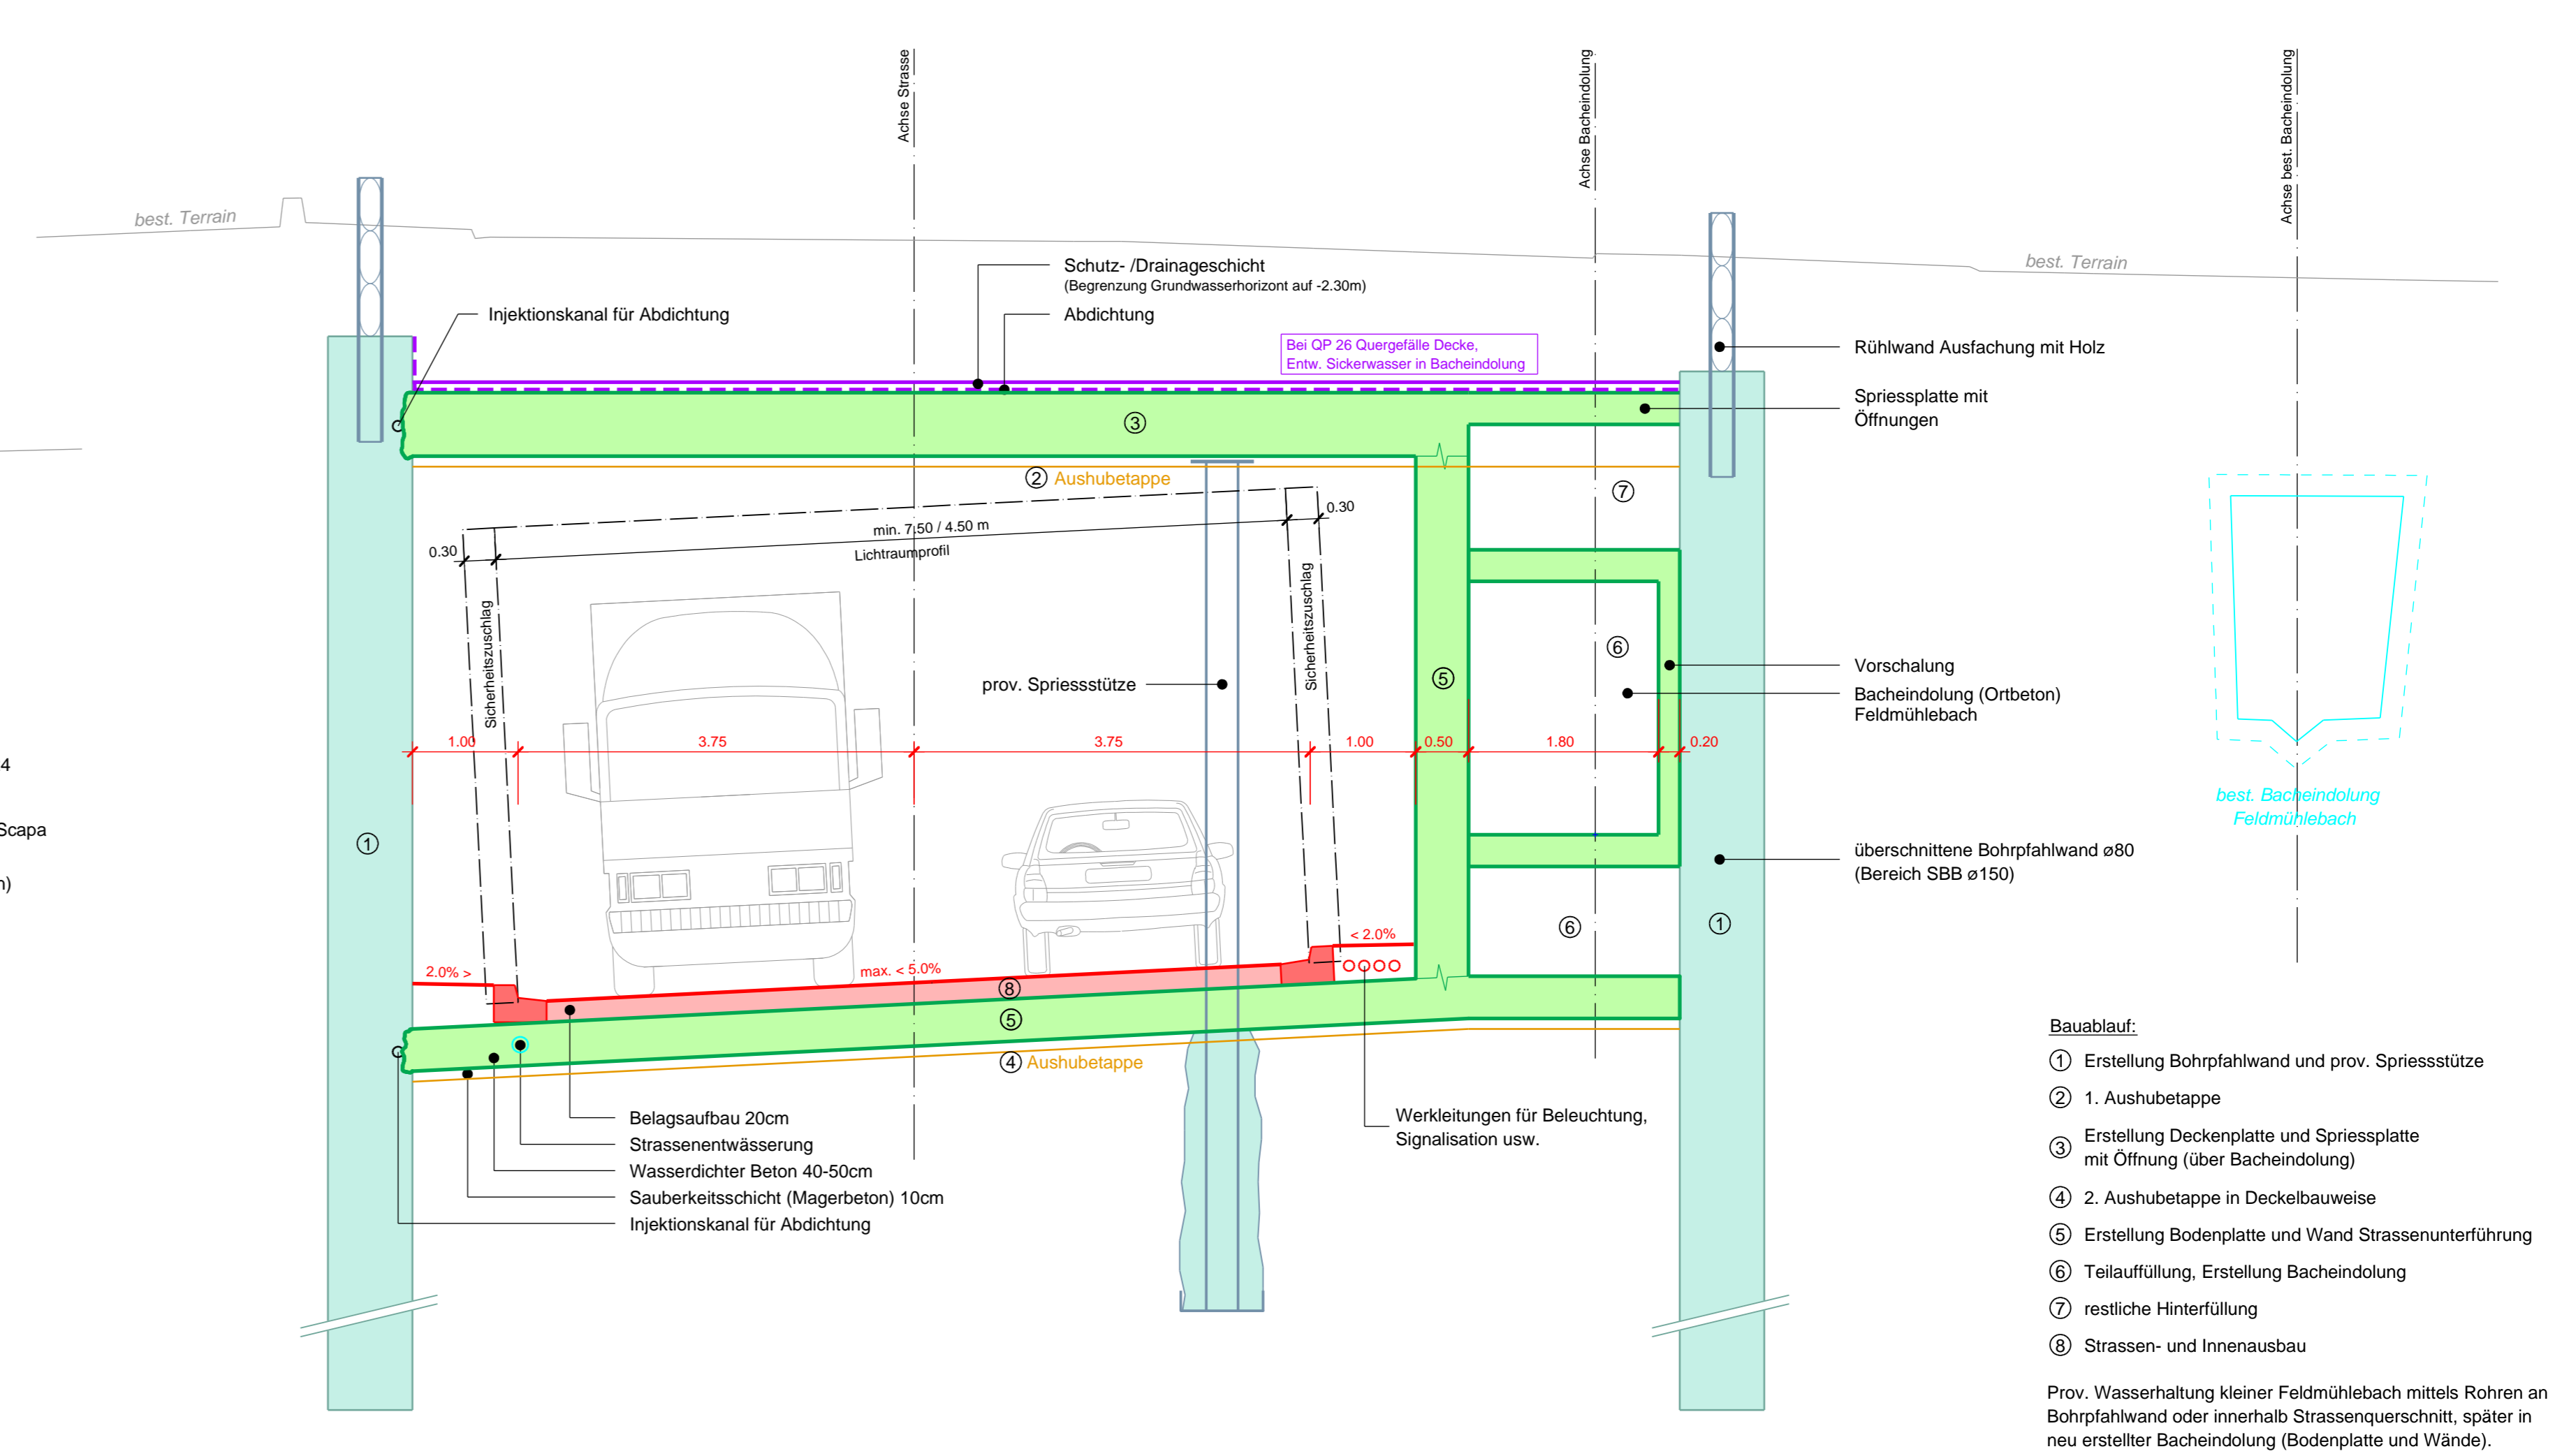 Achse Strasse
Achse Bacheindolung
Achse best. Bacheindolung
best. Terrain
best. Terrain
Schutz- /Drainageschicht
(Begrenzung Grundwasserhorizont auf -2.30m)
Abdichtung
Injektionskanal für Abdichtung
Bei QP 26 Quergefälle Decke,
Entw. Sickerwasser in Bacheindolung
Rühlwand Ausfachung mit Holz
Spriessplatte mit
Öffnungen
3
2 Aushubetappe
7
min. 7.50 / 4.50 m
Lichtraumprofil
0.30
0.30
Sicherheitszuschlag
Sicherheitszuschlag
prov. Spriessstütze
5
6
Vorschalung
Bacheindolung (Ortbeton)
Feldmühlebach
1.00
3.75
3.75
1.00
0.50
1.80
0.20
4
Scapa
)
best. Bacheindolung
Feldmühlebach
1
überschnittene Bohrpfahlwand ø80
(Bereich SBB ø150)
1
6
2.0% >
max. < 5.0%
< 2.0%
8
5
4 Aushubetappe
Belagsaufbau 20cm
Strassenentwässerung
Wasserdichter Beton 40-50cm
Sauberkeitsschicht (Magerbeton) 10cm
Injektionskanal für Abdichtung
Werkleitungen für Beleuchtung,
Signalisation usw.
Bauablauf:
1 Erstellung Bohrpfahlwand und prov. Spriessstütze
2 1. Aushubetappe
3 Erstellung Deckenplatte und Spriessplatte
mit Öffnung (über Bacheindolung)
4 2. Aushubetappe in Deckelbauweise
5 Erstellung Bodenplatte und Wand Strassenunterführung
6 Teilauffüllung, Erstellung Bacheindolung
7 restliche Hinterfüllung
8 Strassen- und Innenausbau
Prov. Wasserhaltung kleiner Feldmühlebach mittels Rohren an
Bohrpfahlwand oder innerhalb Strassenquerschnitt, später in
neu erstellter Bacheindolung (Bodenplatte und Wände).